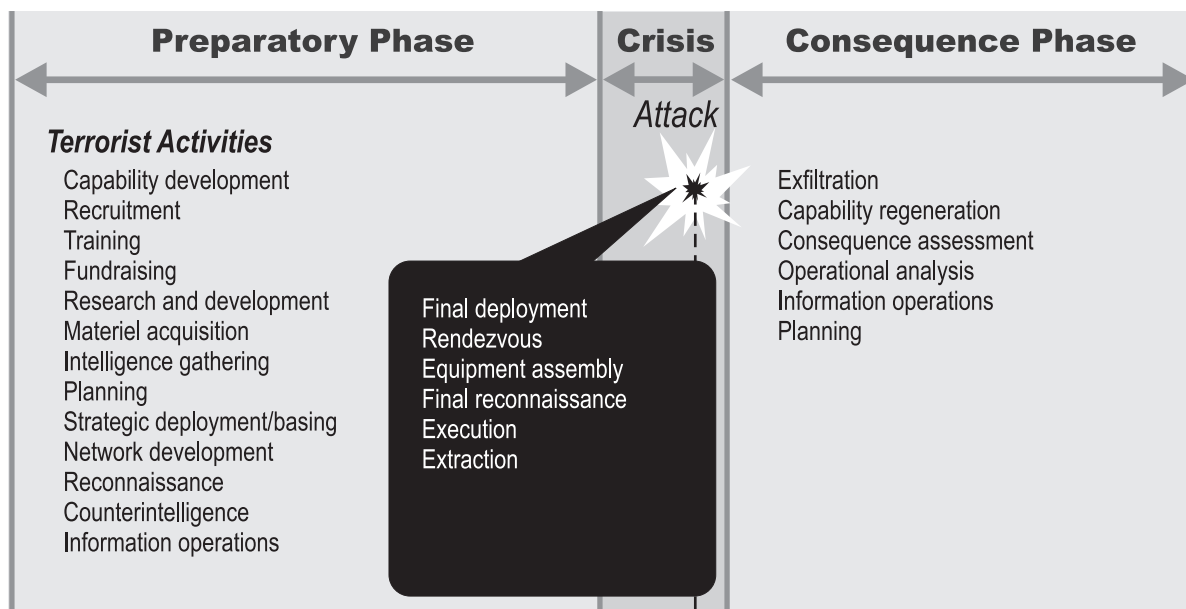 Preparatory Phase
Crisis
Consequence Phase
Attack
Terrorist Activities
Capability development
Recruitment
Training
Fundraising
Research and development
Materiel acquisition
Intelligence gathering
Planning
Strategic deployment/basing
Network development
Reconnaissance
Counterintelligence
Information operations
Final deployment
Rendezvous
Equipment assembly
Final reconnaissance
Execution
Extraction
Exfiltration
Capability regeneration
Consequence assessment
Operational analysis
Information operations
Planning